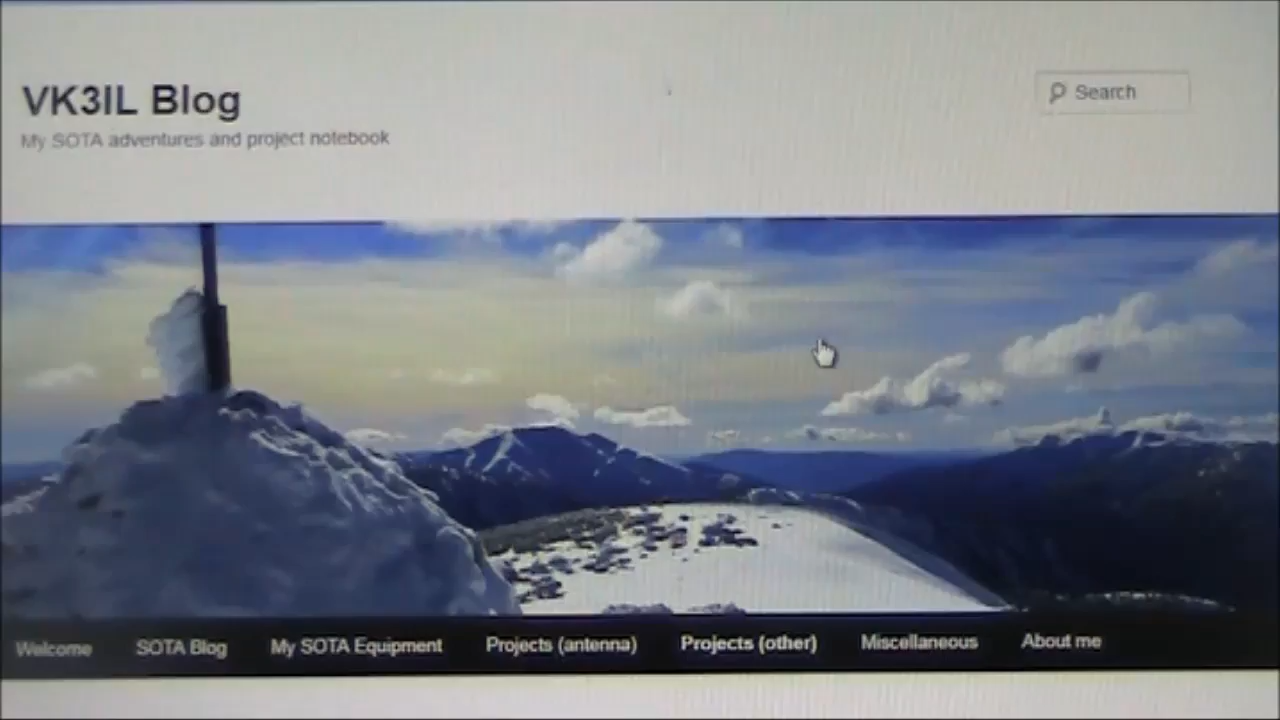 VK3IL Blog
My SOTA adventures and project notebook
Search
Welcome SOTA Blog My SOTA Equipment Projects (antenna) Projects (other) Miscellaneous About me